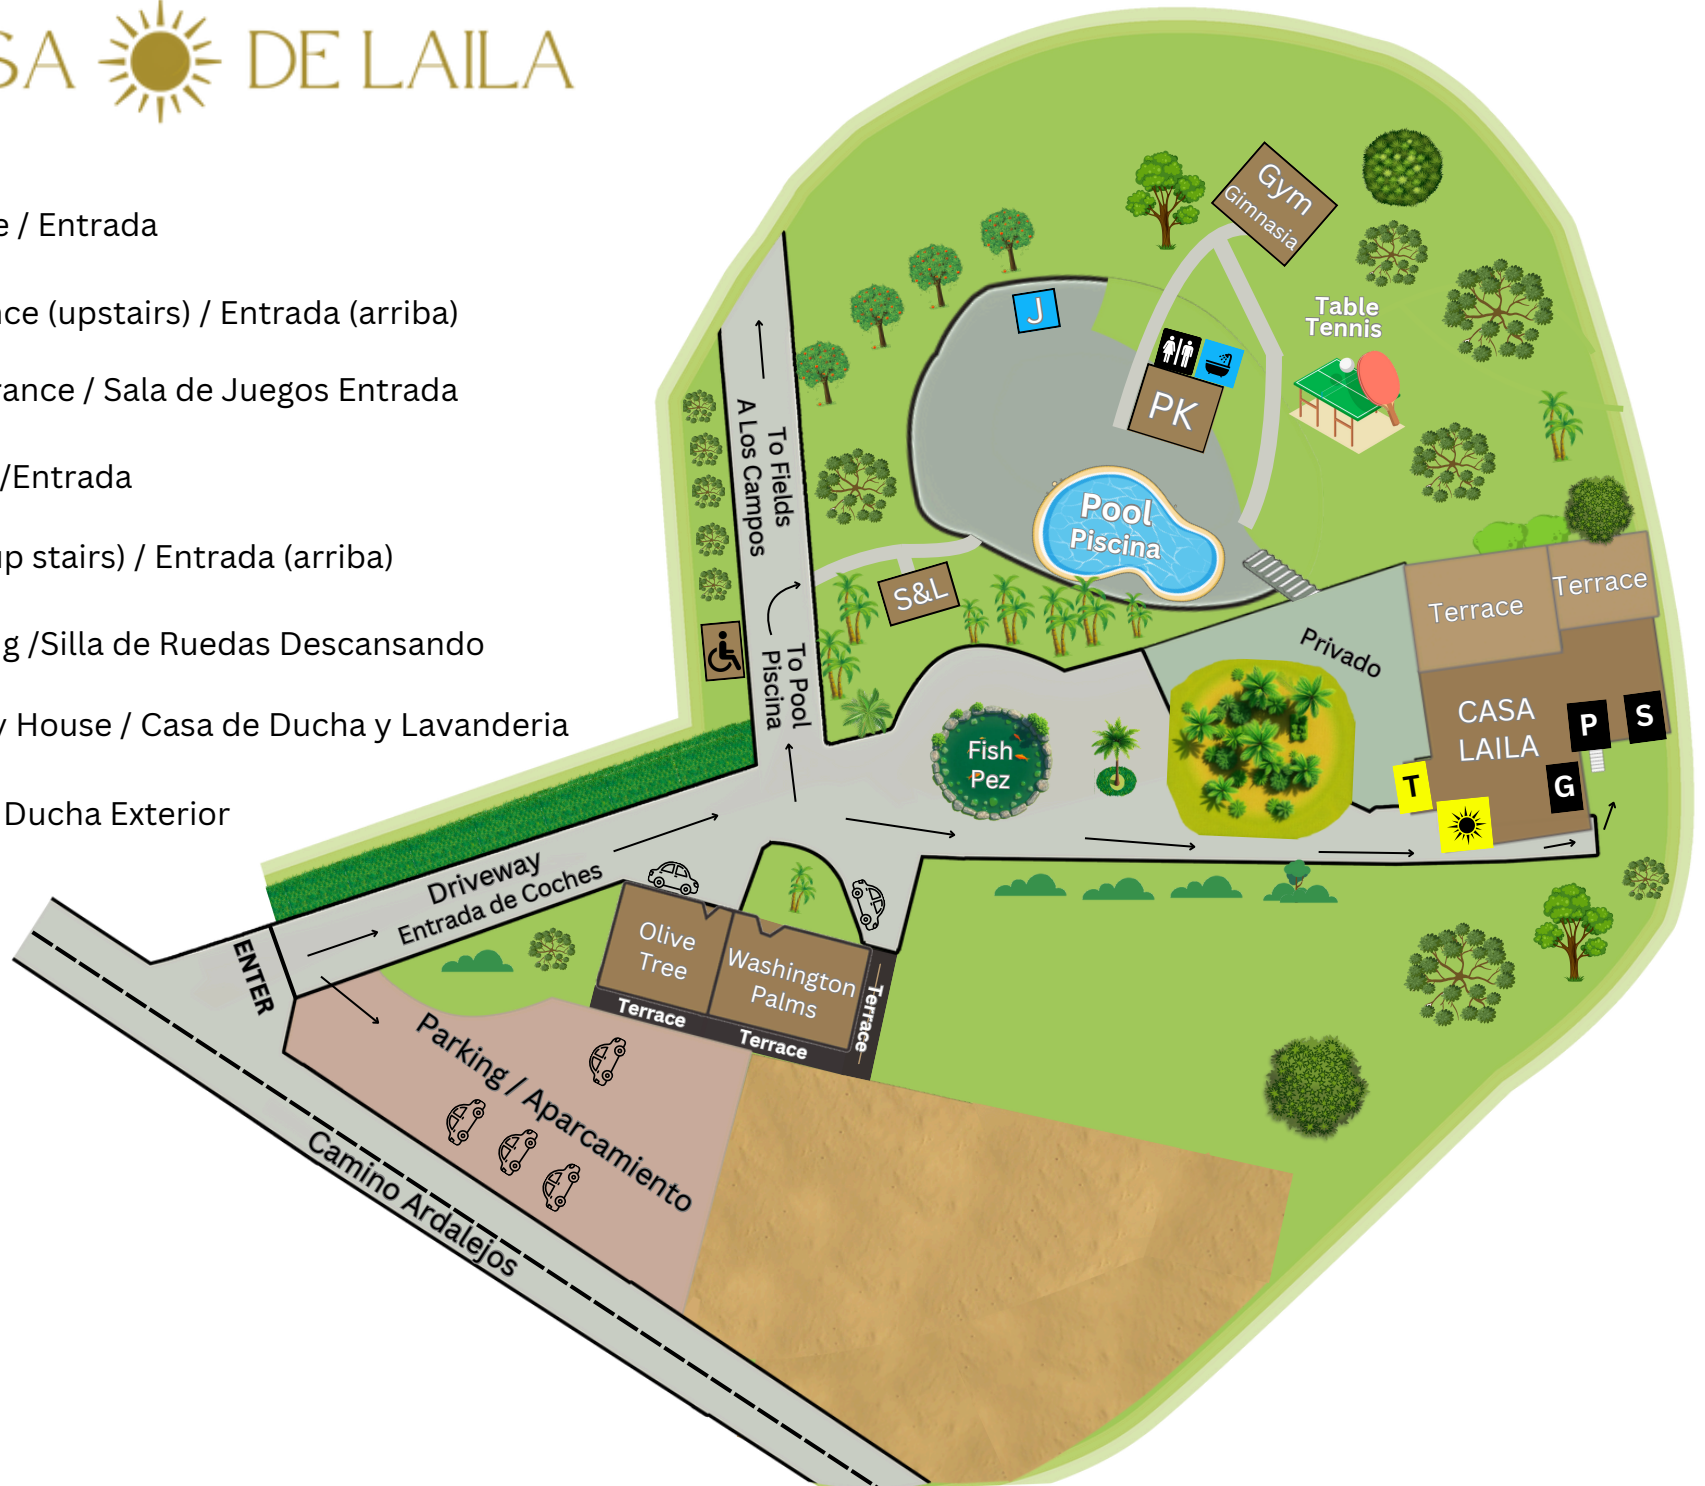 SA DE LAILA
e / Entrada
nce (upstairs) / Entrada (arriba)
rance / Sala de Juegos Entrada
/Entrada
up stairs) / Entrada (arriba)
g /Silla de Ruedas Descansando
y House / Casa de Ducha y Lavanderia
Ducha Exterior
Gym
Gimnasia
J
Table
Tennis
PK
To Fields
A Los Campos
Pool
Piscina
S&L
Terrace
Terrace
Privado
To Pool
Piscina
CASA
LAILA
P
S
T
G
Fish
Pez
Driveway
Entrada de Coches
ENTER
Olive
Tree
Washington
Palms
Terrace
Terrace
Terrace
Parking / Aparcamiento
Camino Ardalejos